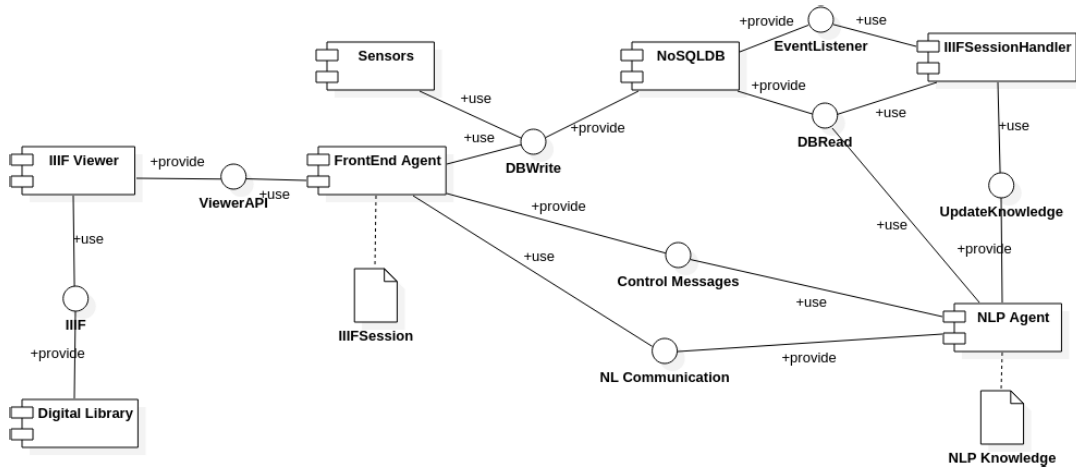 +provide
+use
EventListener
Sensors
NoSQLDB
IIIFSessionHandler
+provide
+use
+use
+provide
+use
DBRead
+use
DBWrite
IIIF Viewer
+provide
FrontEnd Agent
ViewerAPI
+use
UpdateKnowledge
+provide
+use
+use
+use
+provide
Control Messages
+use
IIIF
IIIFSession
NLP Agent
+provide
+provide
NL Communication
Digital Library
NLP Knowledge